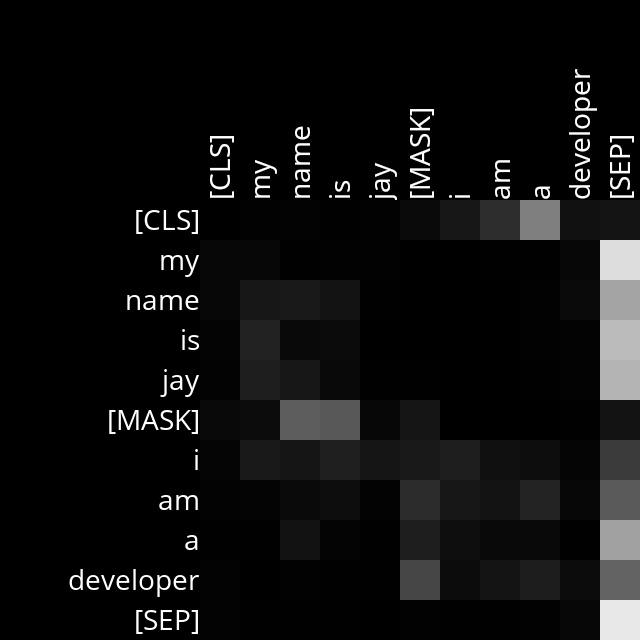 [CLS] my name is jay [MASK] i am a developer [SEP]
[CLS]
my
name
is
jay
[MASK]
i
am
a
developer
[SEP]